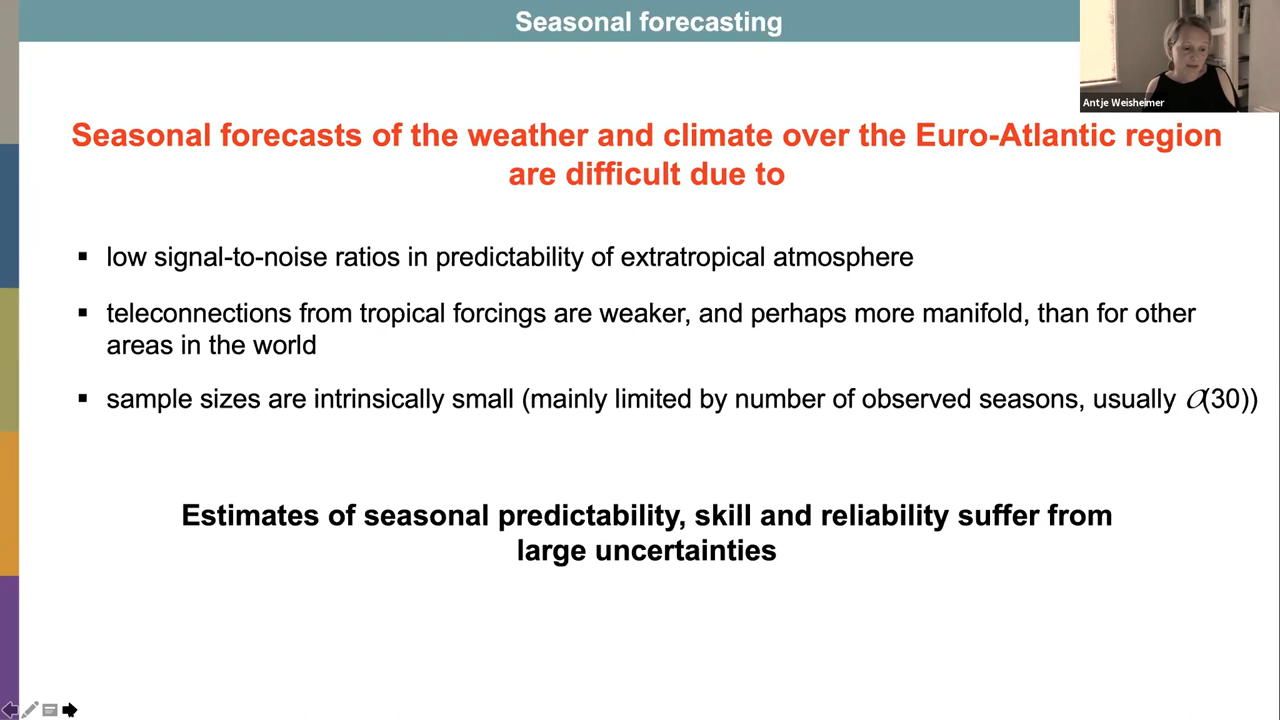 Seasonal forecasting
Antje Weisheimer
Seasonal forecasts of the weather and climate over the Euro-Atlantic region
are difficult due to
▪ low signal-to-noise ratios in predictability of extratropical atmosphere
▪ teleconnections from tropical forcings are weaker, and perhaps more manifold, than for other
areas in the world
▪ sample sizes are intrinsically small (mainly limited by number of observed seasons, usually 𝒪(30))
Estimates of seasonal predictability, skill and reliability suffer from
large uncertainties